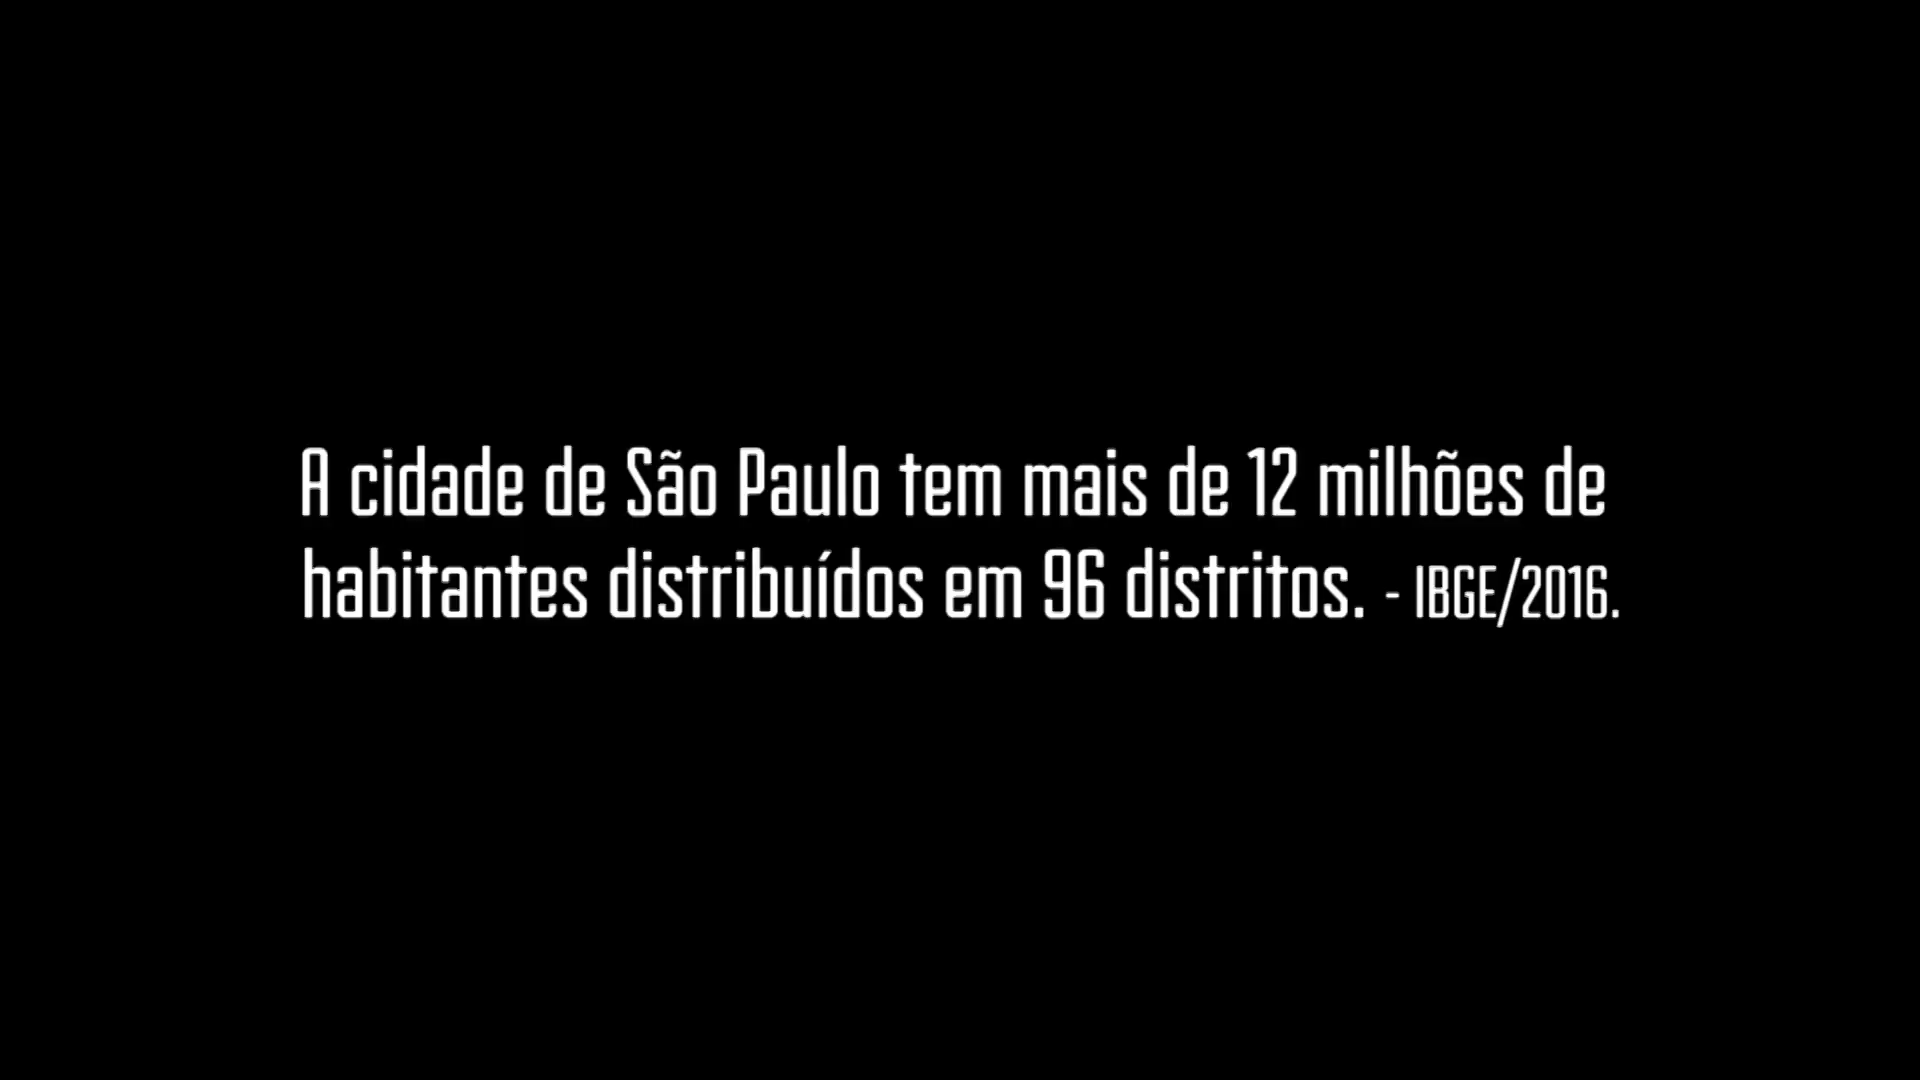 A cidade de São Paulo tem mais de 12 milhões de
habitantes distribuídos em 96 distritos. - IBGE/2016.